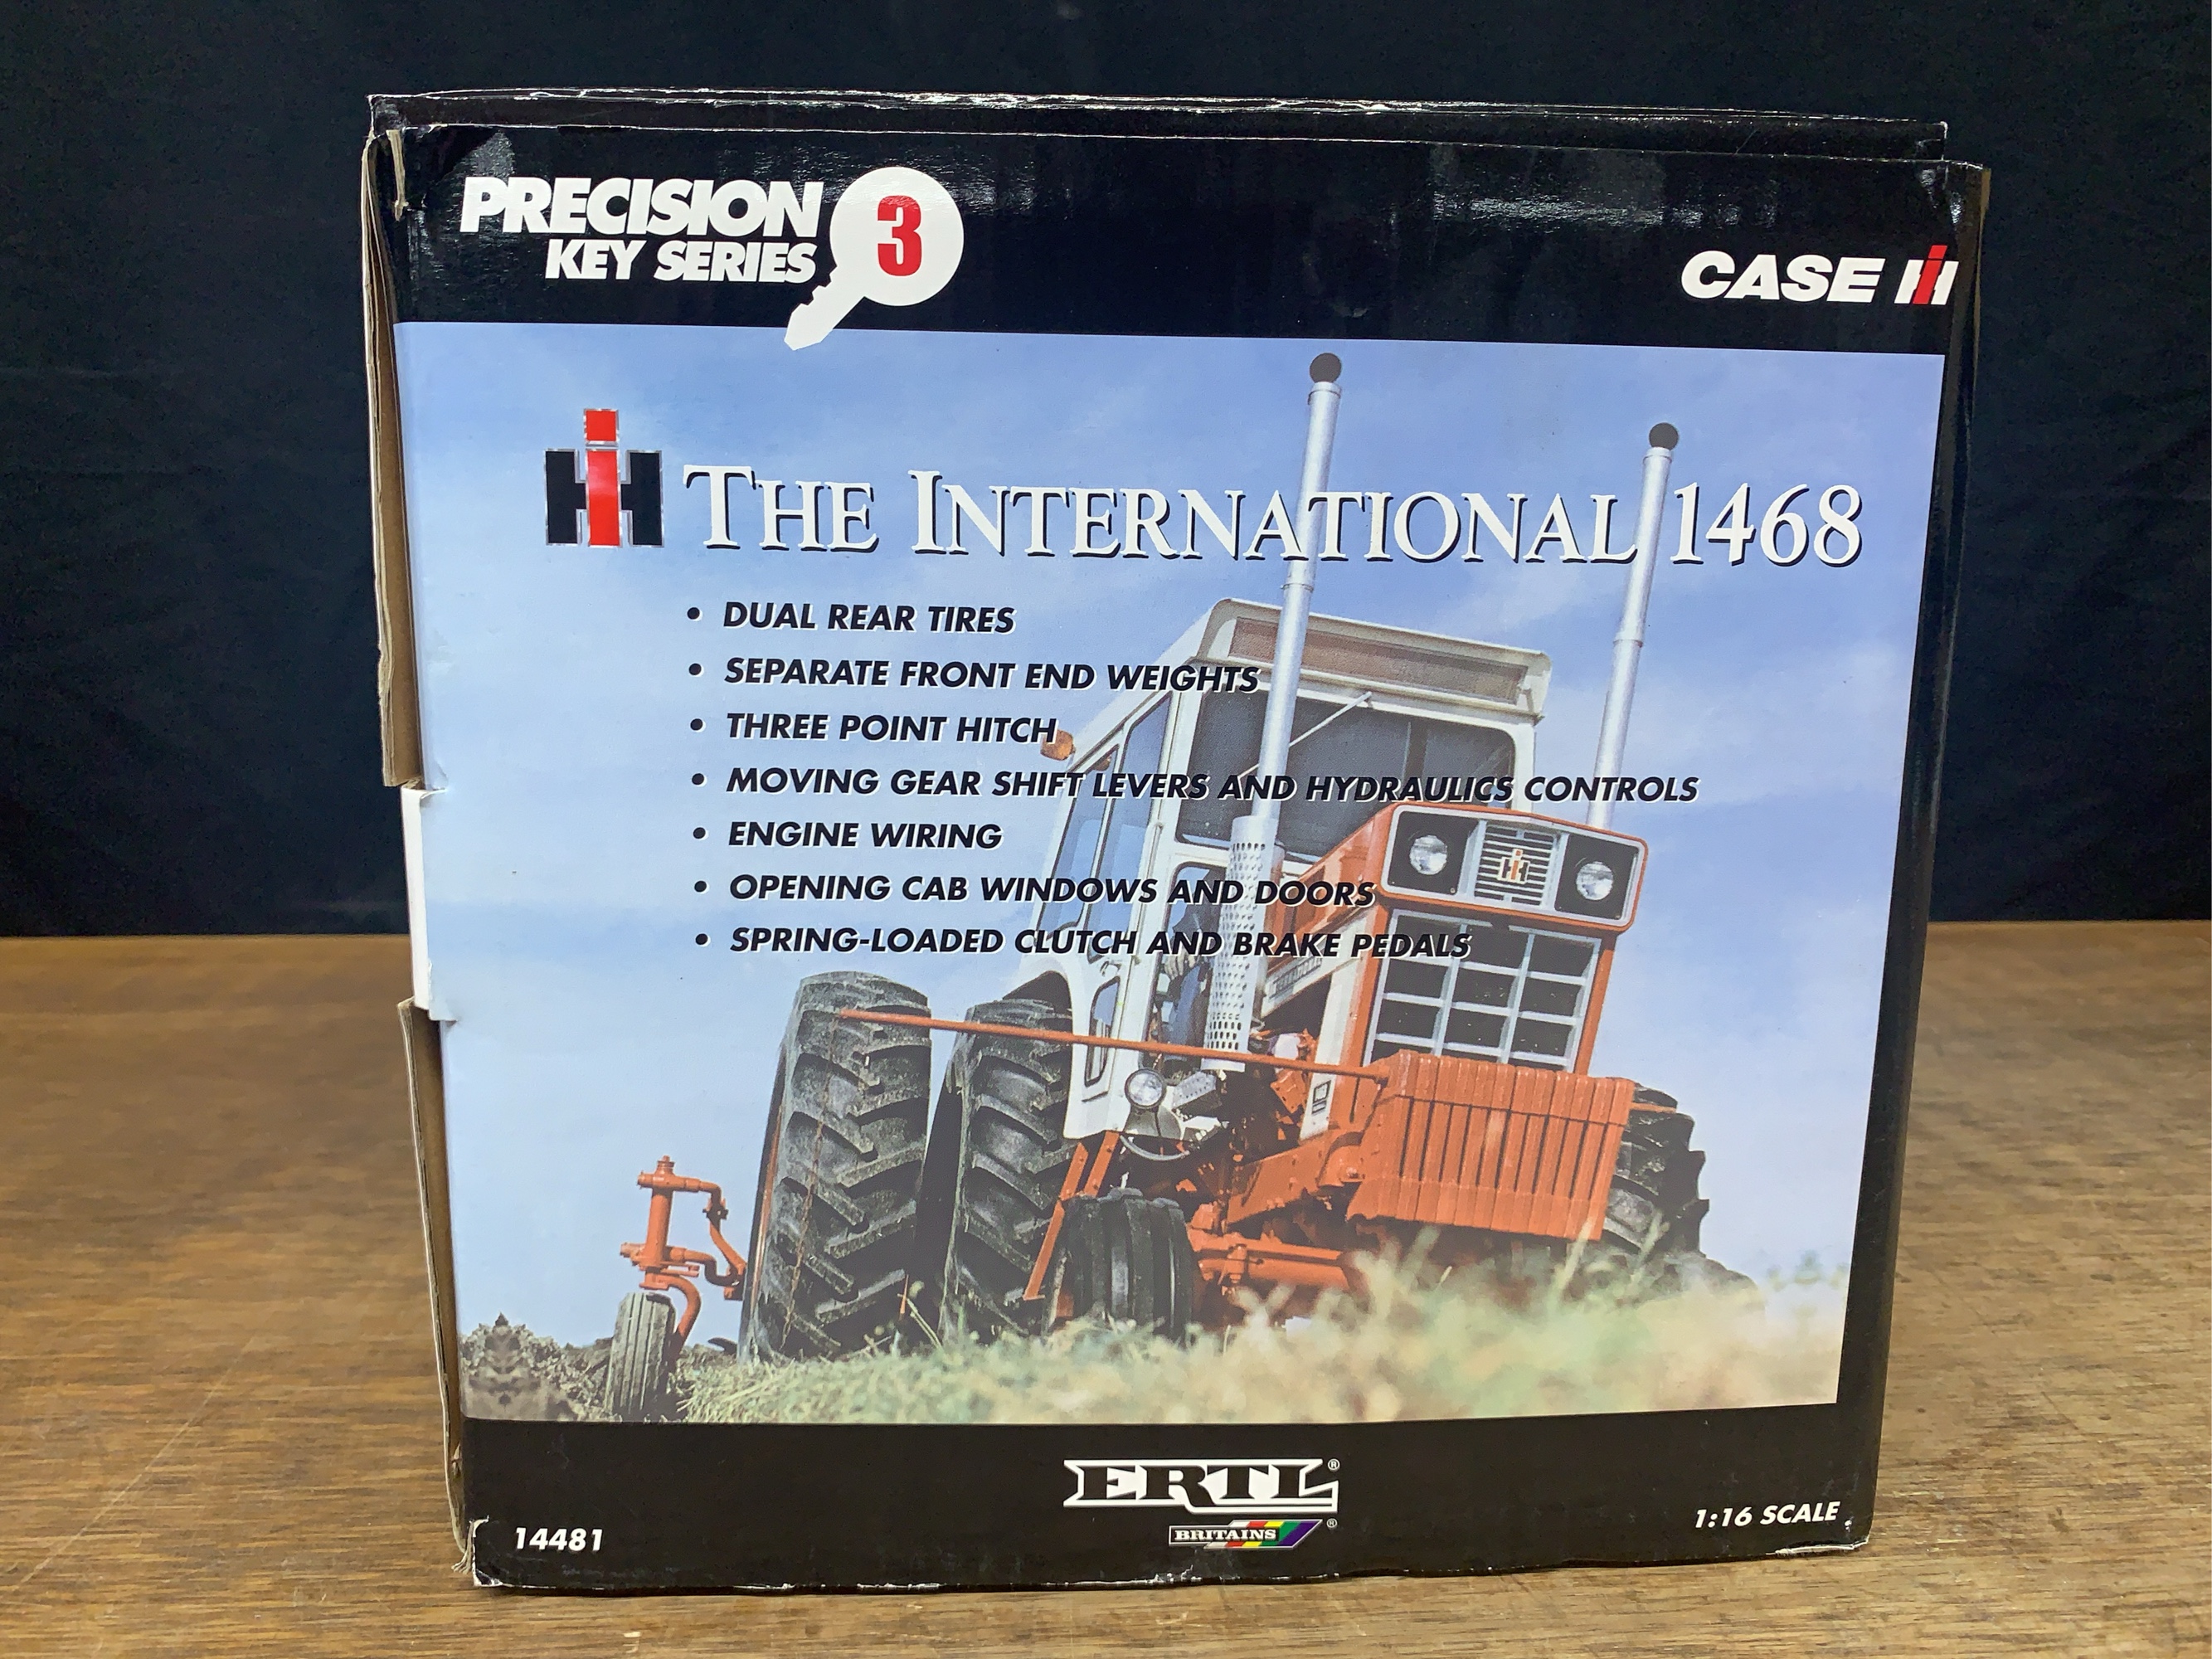 PRECISION
KEY SERIES 3
CASE IH
IH THE INTERNATIONAL 1468
• DUAL REAR TIRES
• SEPARATE FRONT END WEIGHTS
• THREE POINT HITCH
• MOVING GEAR SHIFT LEVERS AND HYDRAULICS CONTROLS
• ENGINE WIRING
• OPENING CAB WINDOWS AND DOORS
• SPRING-LOADED CLUTCH AND BRAKE PEDALS
IH
ERTL®
BRITAINS®
14481
1:16 SCALE